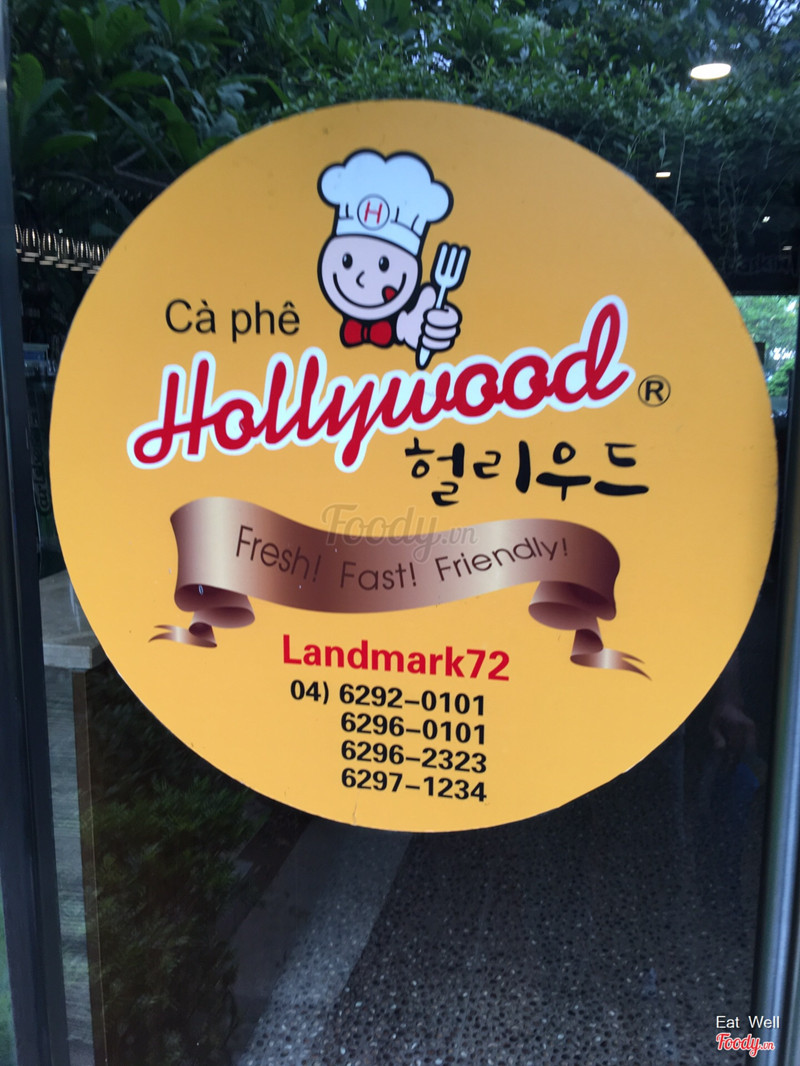 H
Cà phê
Hollywood ®
헐리우드
Foody.vn
Fresh! Fast! Friendly!
Landmark72
04) 6292-0101
6296-0101
6296-2323
6297-1234
Eat Well
Foody.vn